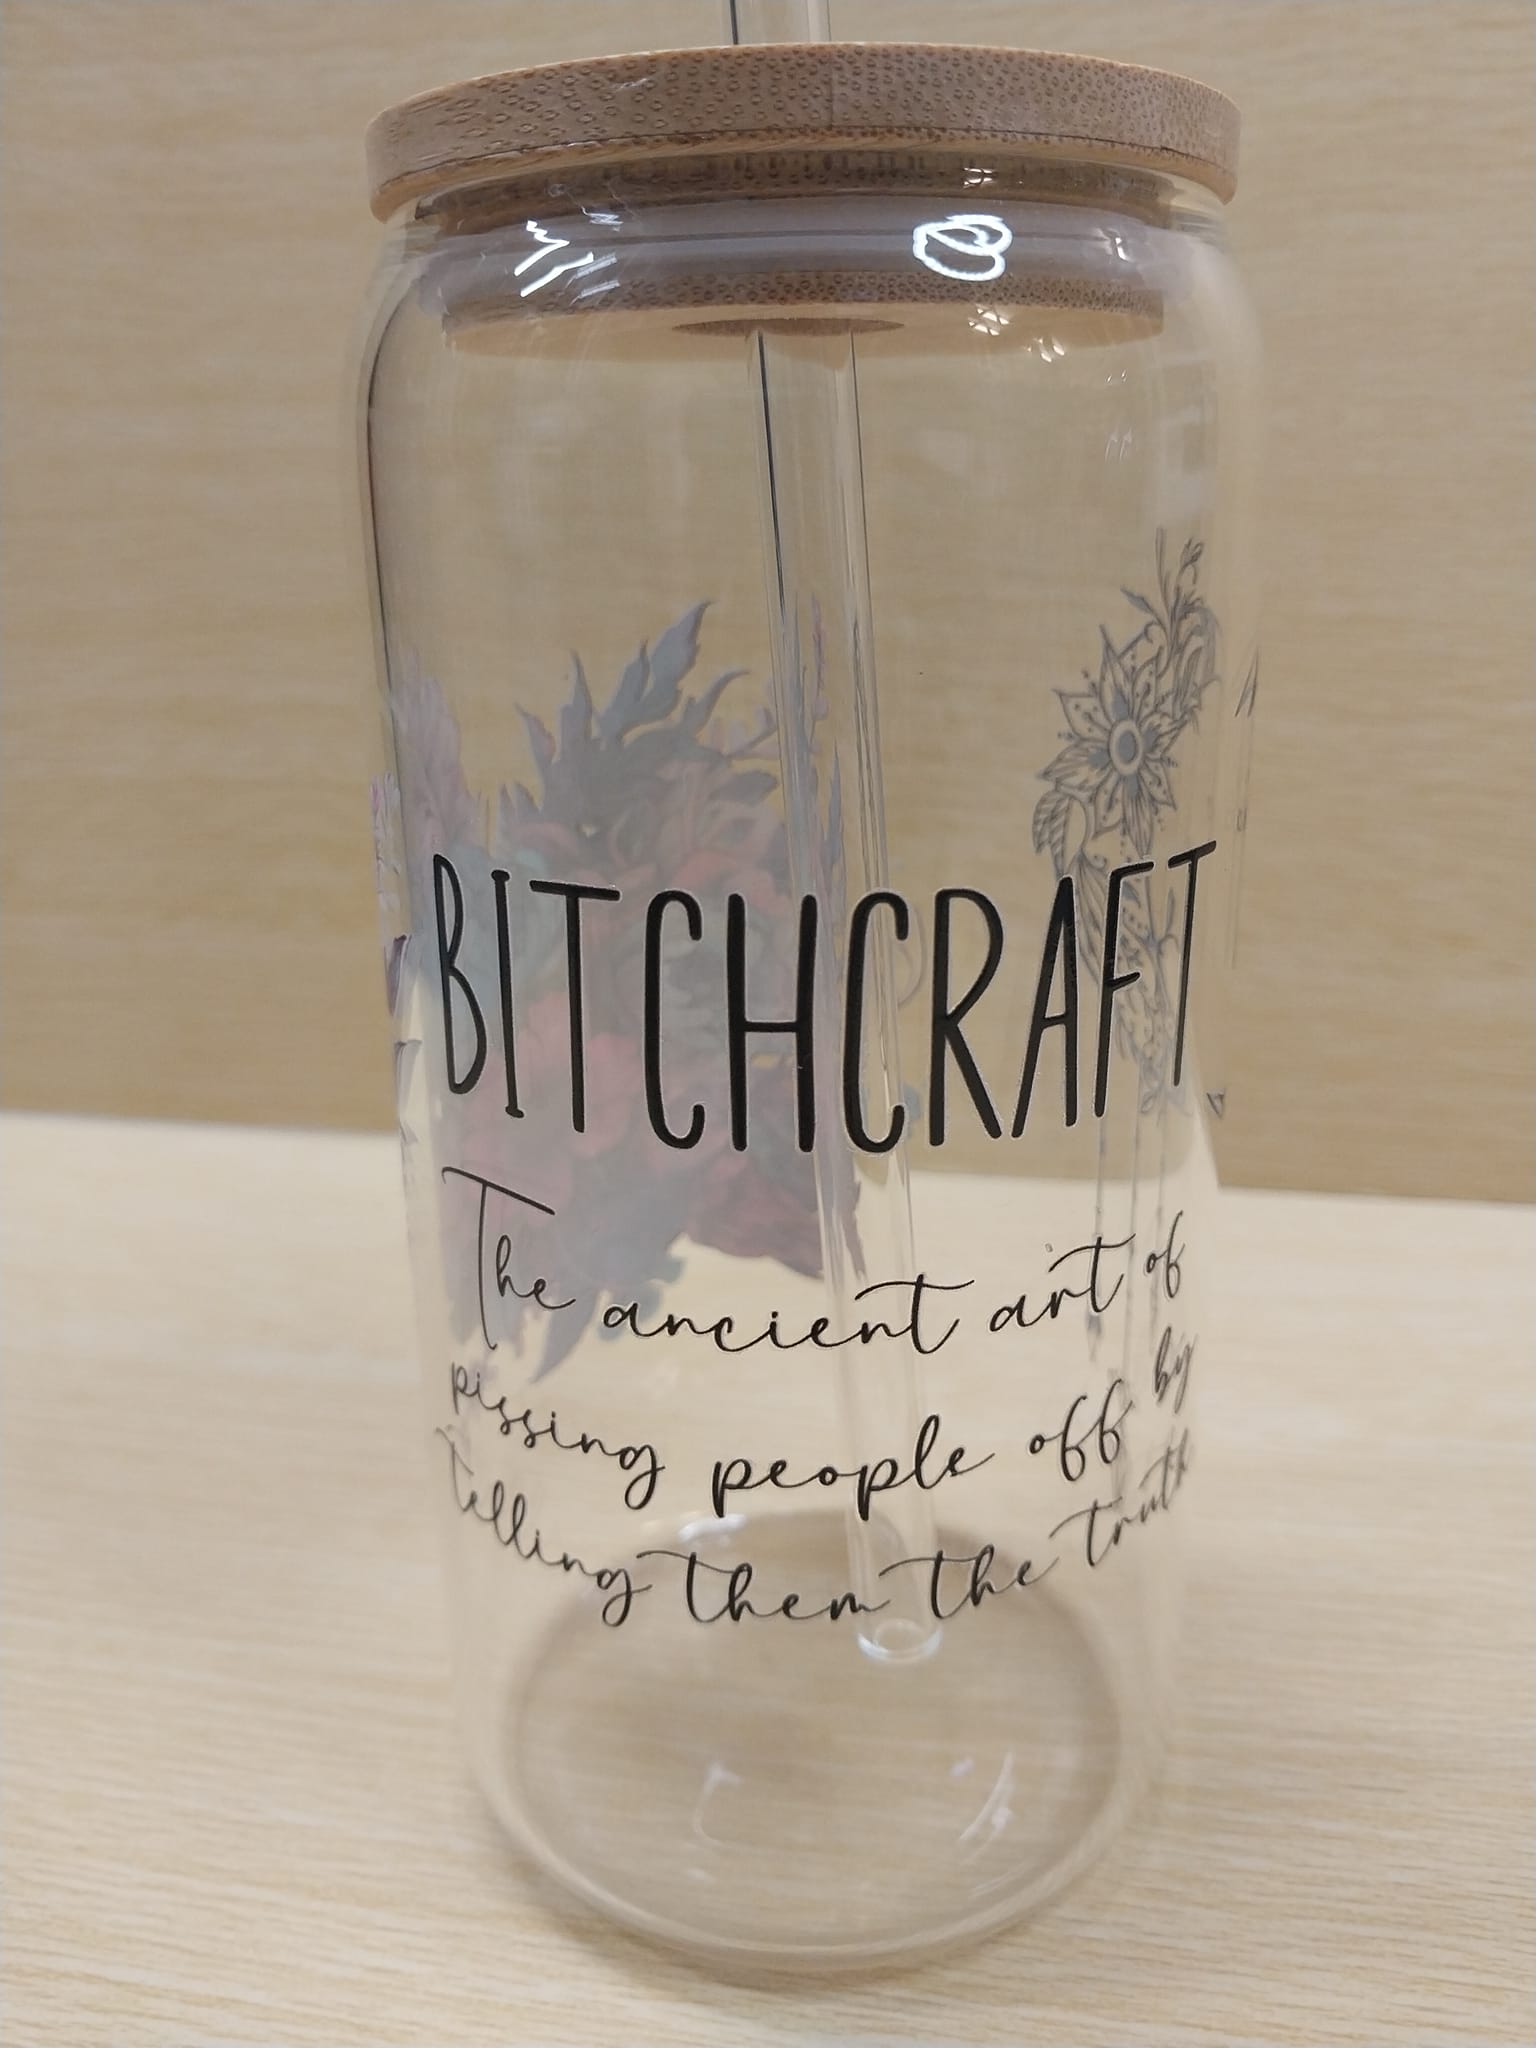 BITCHCRAFT
The ancient art of
pissing people off by
telling them the truth